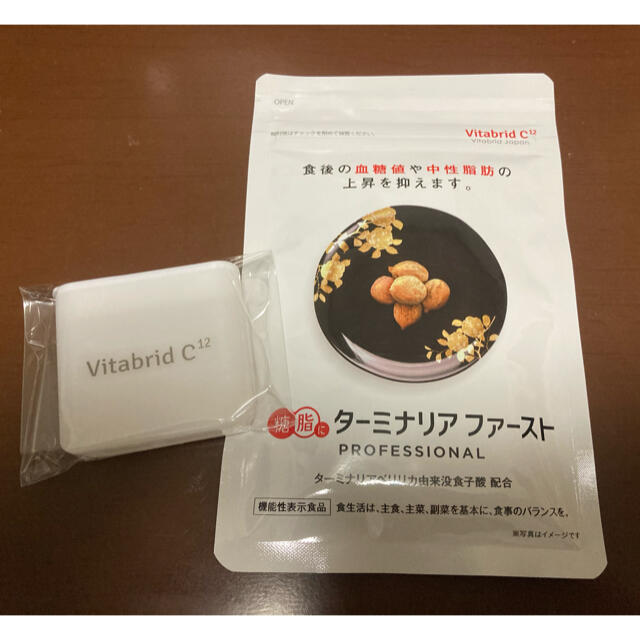 OPEN
Vitabrid C12
Vitabrid Japan
食後の血糖値や中性脂肪の
上昇を抑えます。
Vitabrid C12
糖脂に ターミナリア ファースト
PROFESSIONAL
ターミナリアベリリカ由来没食子酸 配合
機能性表示食品 食生活は、主食、主菜、副菜を基本に、食事のバランスを。
※写真はイメージです